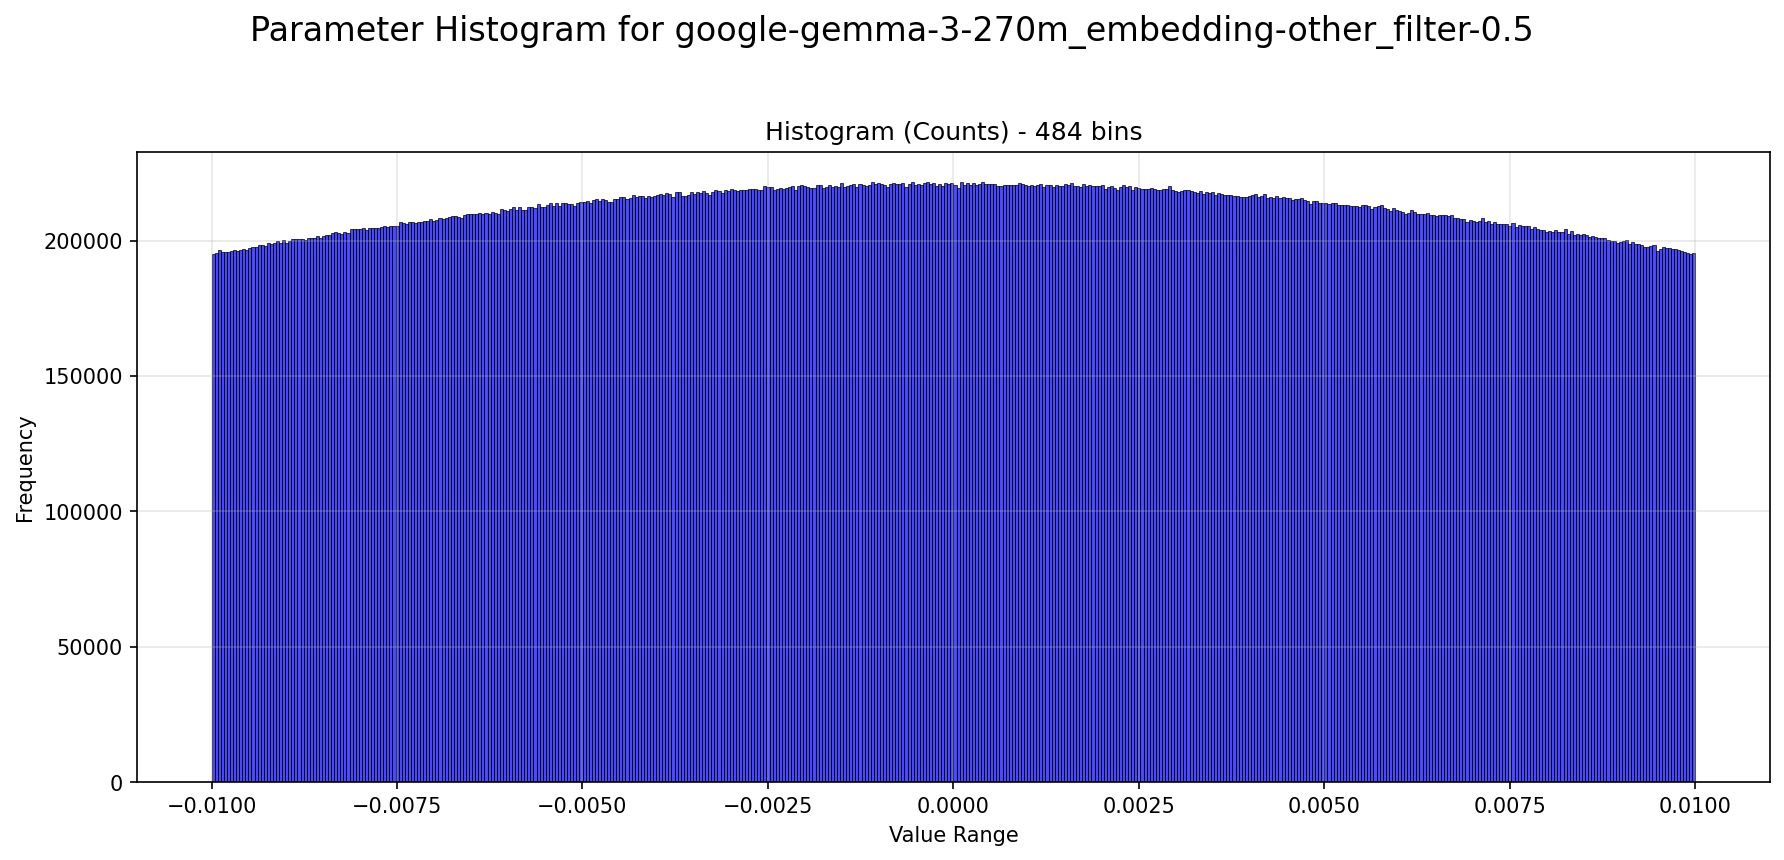 Parameter Histogram for google-gemma-3-270m_embedding-other_filter-0.5
Histogram (Counts) - 484 bins
Frequency
200000
150000
100000
50000
0
−0.0100 −0.0075 −0.0050 −0.0025 0.0000 0.0025 0.0050 0.0075 0.0100
Value Range